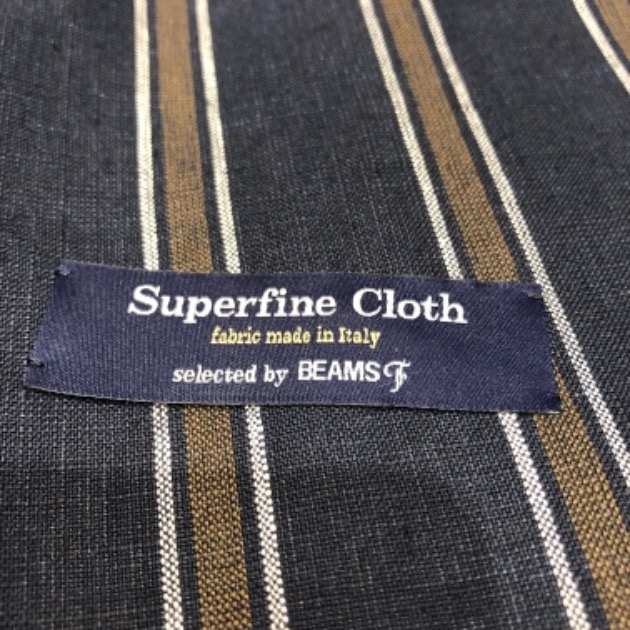 Superfine Cloth
fabric made in Italy
selected by BEAMS F